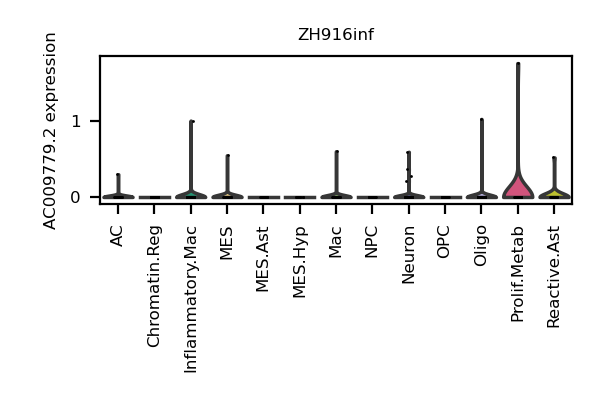 ZH916inf
AC009779.2 expression
1
0
AC
Chromatin.Reg
Inflammatory.Mac
MES
MES.Ast
MES.Hyp
Mac
NPC
Neuron
OPC
Oligo
Prolif.Metab
Reactive.Ast